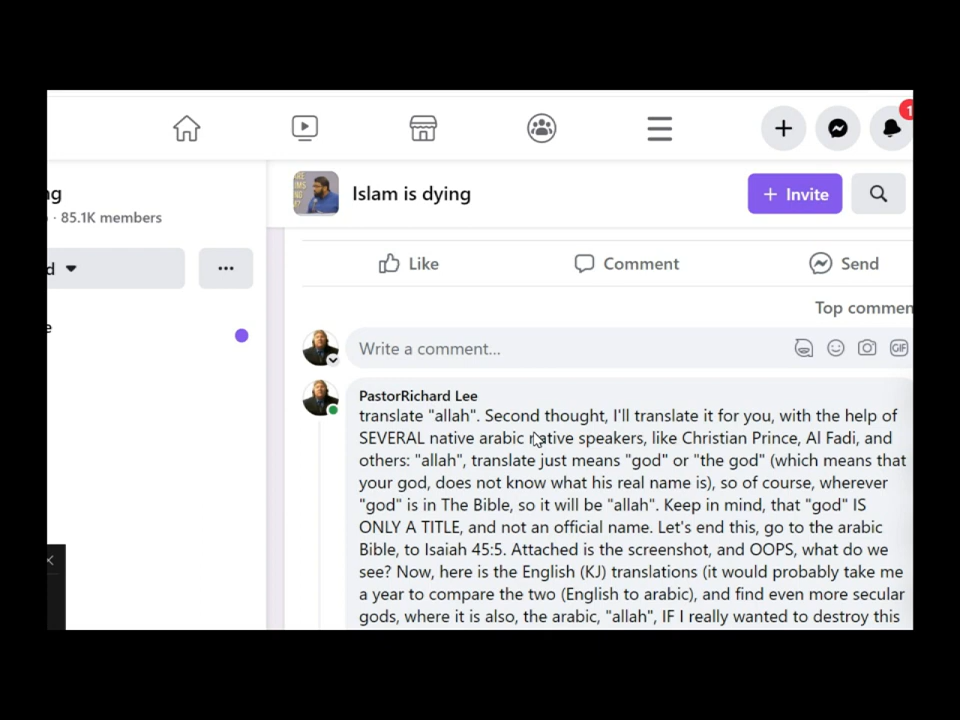 1
ng
Islam is dying
+ Invite
· 85.1K members
d
Like
Comment
Send
Top commen
e
Write a comment...
GIF
PastorRichard Lee
translate "allah". Second thought, I'll translate it for you, with the help of
SEVERAL native arabic native speakers, like Christian Prince, Al Fadi, and
others: "allah", translate just means "god" or "the god" (which means that
your god, does not know what his real name is), so of course, wherever
"god" is in The Bible, so it will be "allah". Keep in mind, that "god" IS
ONLY A TITLE, and not an official name. Let's end this, go to the arabic
Bible, to Isaiah 45:5. Attached is the screenshot, and OOPS, what do we
see? Now, here is the English (KJ) translations (it would probably take me
a year to compare the two (English to arabic), and find even more secular
gods, where it is also, the arabic, "allah", IF I really wanted to destroy this